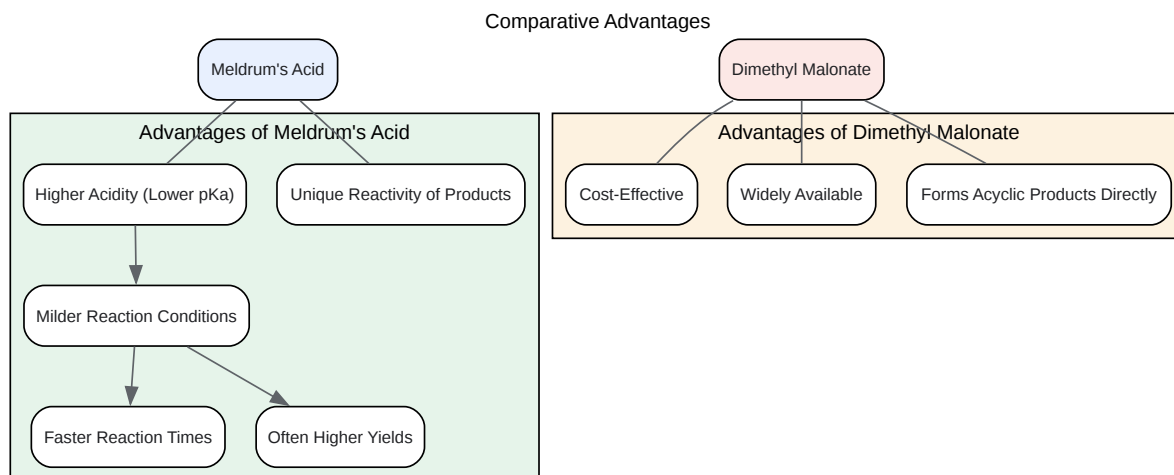 Comparative Advantages
Meldrum's Acid
Dimethyl Malonate
Advantages of Meldrum's Acid
Advantages of Dimethyl Malonate
Higher Acidity (Lower pKa)
Unique Reactivity of Products
Cost-Effective
Widely Available
Forms Acyclic Products Directly
Milder Reaction Conditions
Faster Reaction Times
Often Higher Yields